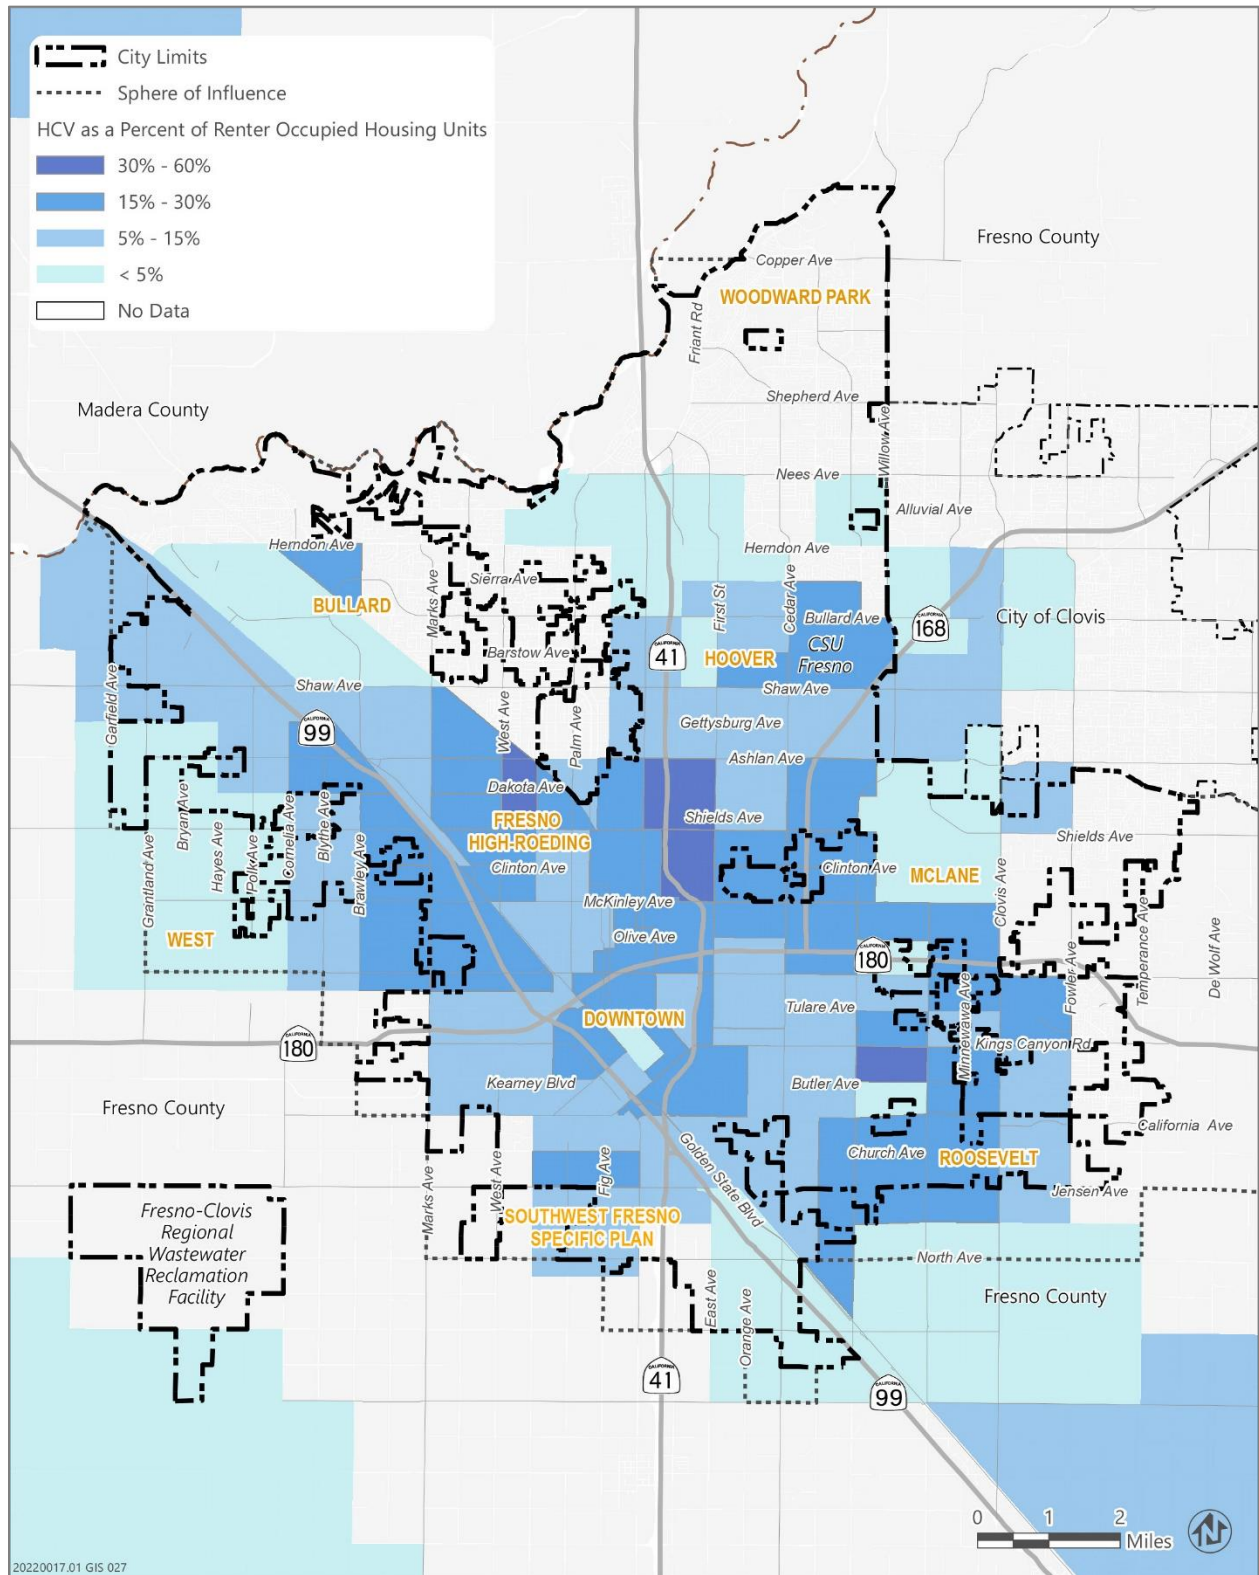 City Limits
Sphere of Influence
HCV as a Percent of Renter Occupied Housing Units
30% - 60%
15% - 30%
5% - 15%
< 5%
No Data
Fresno County
Copper Ave
WOODWARD PARK
Friant Rd
Madera County
Shepherd Ave
Willow Ave
Nees Ave
Alluvial Ave
Herndon Ave
Herndon Ave
Sierra Ave
Marks Ave
BULLARD
First St
Cedar Ave
Bullard Ave
CALIFORNIA
168
City of Clovis
Barstow Ave
CALIFORNIA
41
HOOVER
CSU
Fresno
Garfield Ave
Shaw Ave
Shaw Ave
CALIFORNIA
99
West Ave
Palm Ave
Gettysburg Ave
Ashlan Ave
Dakota Ave
FRESNO
HIGH-ROEDING
Shields Ave
Shields Ave
Grantland Ave
Bryan Ave
Hayes Ave
Polk Ave
Cornelia Ave
Blythe Ave
Brawley Ave
Clinton Ave
Clinton Ave
MCLANE
Clovis Ave
McKinley Ave
WEST
Olive Ave
CALIFORNIA
180
Fowler Ave
Temperance Ave
De Wolf Ave
DOWNTOWN
Tulare Ave
Minnewawa Ave
Kings Canyon Rd
CALIFORNIA
180
Kearney Blvd
Butler Ave
Fresno County
California Ave
Golden State Blvd
Church Ave
ROOSEVELT
Jensen Ave
Marks Ave
West Ave
Fig Ave
SOUTHWEST FRESNO
SPECIFIC PLAN
Fresno-Clovis
Regional
Wastewater
Reclamation
Facility
North Ave
East Ave
Orange Ave
Fresno County
CALIFORNIA
41
CALIFORNIA
99
0 1 2
Miles
N
20220017.01 GIS 027